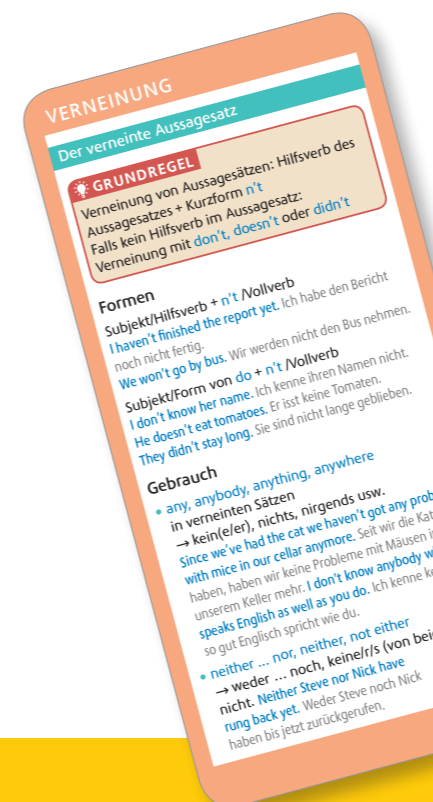 VERNEINUNG
Der verneinte Aussagesatz
GRUNDREGEL
Verneinung von Aussagesätzen: Hilfsverb des
Aussagesatzes + Kurzform n't
Falls kein Hilfsverb im Aussagesatz:
Verneinung mit don't, doesn't oder didn't
Formen
Subjekt/Hilfsverb + n't /Vollverb
I haven't finished the report yet. Ich habe den Bericht
noch nicht fertig.
We won't go by bus. Wir werden nicht den Bus nehmen.
Subjekt/Form von do + n't /Vollverb
I don't know her name. Ich kenne ihren Namen nicht.
He doesn't eat tomatoes. Er isst keine Tomaten.
They didn't stay long. Sie sind nicht lange geblieben.
Gebrauch
• any, anybody, anything, anywhere
in verneinten Sätzen
→ kein(e/er), nichts, nirgends usw.
Since we've had the cat we haven't got any prob
with mice in our cellar anymore. Seit wir die Kat
haben, haben wir keine Probleme mit Mäusen i
unserem Keller mehr. I don't know anybody w
speaks English as well as you do. Ich kenne ke
so gut Englisch spricht wie du.
• neither ... nor, neither, not either
→ weder ... noch, keine/r/s (von bei
nicht. Neither Steve nor Nick have
rung back yet. Weder Steve noch Nick
haben bis jetzt zurückgerufen.